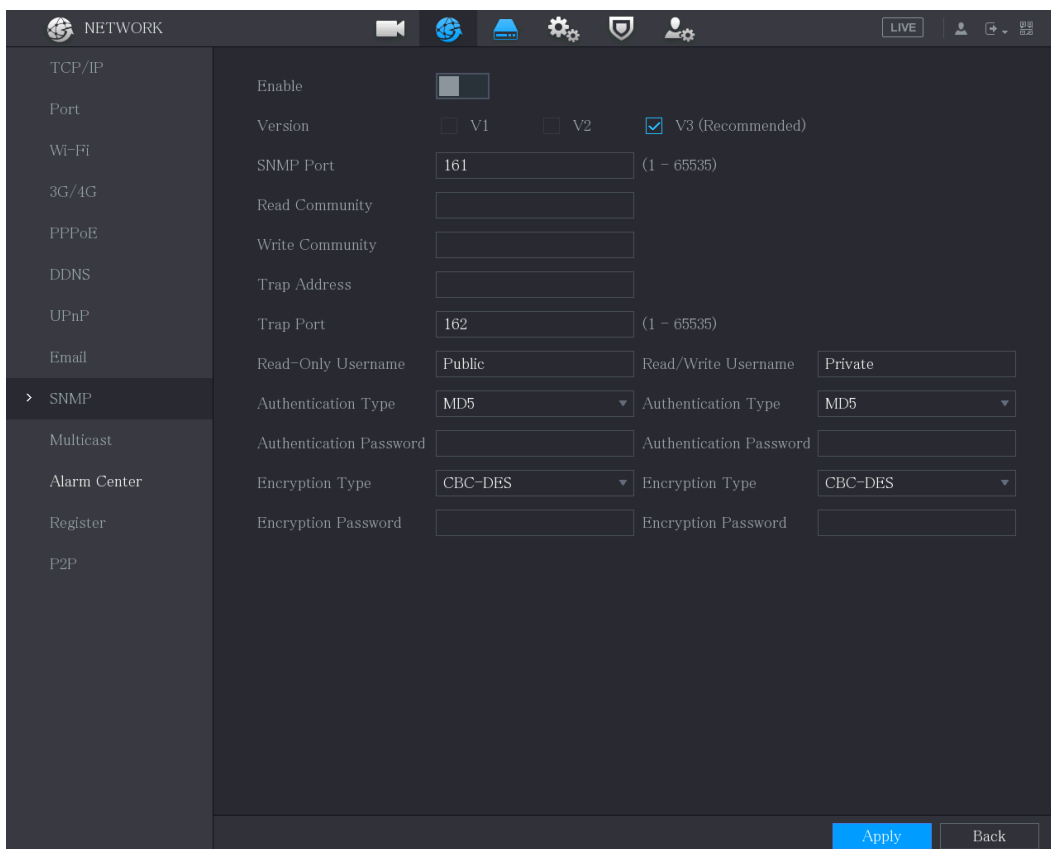 NETWORK
LIVE
TCP/IP
Port
Wi-Fi
3G/4G
PPPoE
DDNS
UPnP
Email
SNMP
Multicast
Alarm Center
Register
P2P
Enable
Version V1 V2 V3 (Recommended)
SNMP Port 161 (1 - 65535)
Read Community
Write Community
Trap Address
Trap Port 162 (1 - 65535)
Read-Only Username Public Read/Write Username Private
Authentication Type MD5 Authentication Type MD5
Authentication Password Authentication Password
Encryption Type CBC-DES Encryption Type CBC-DES
Encryption Password Encryption Password
Apply Back